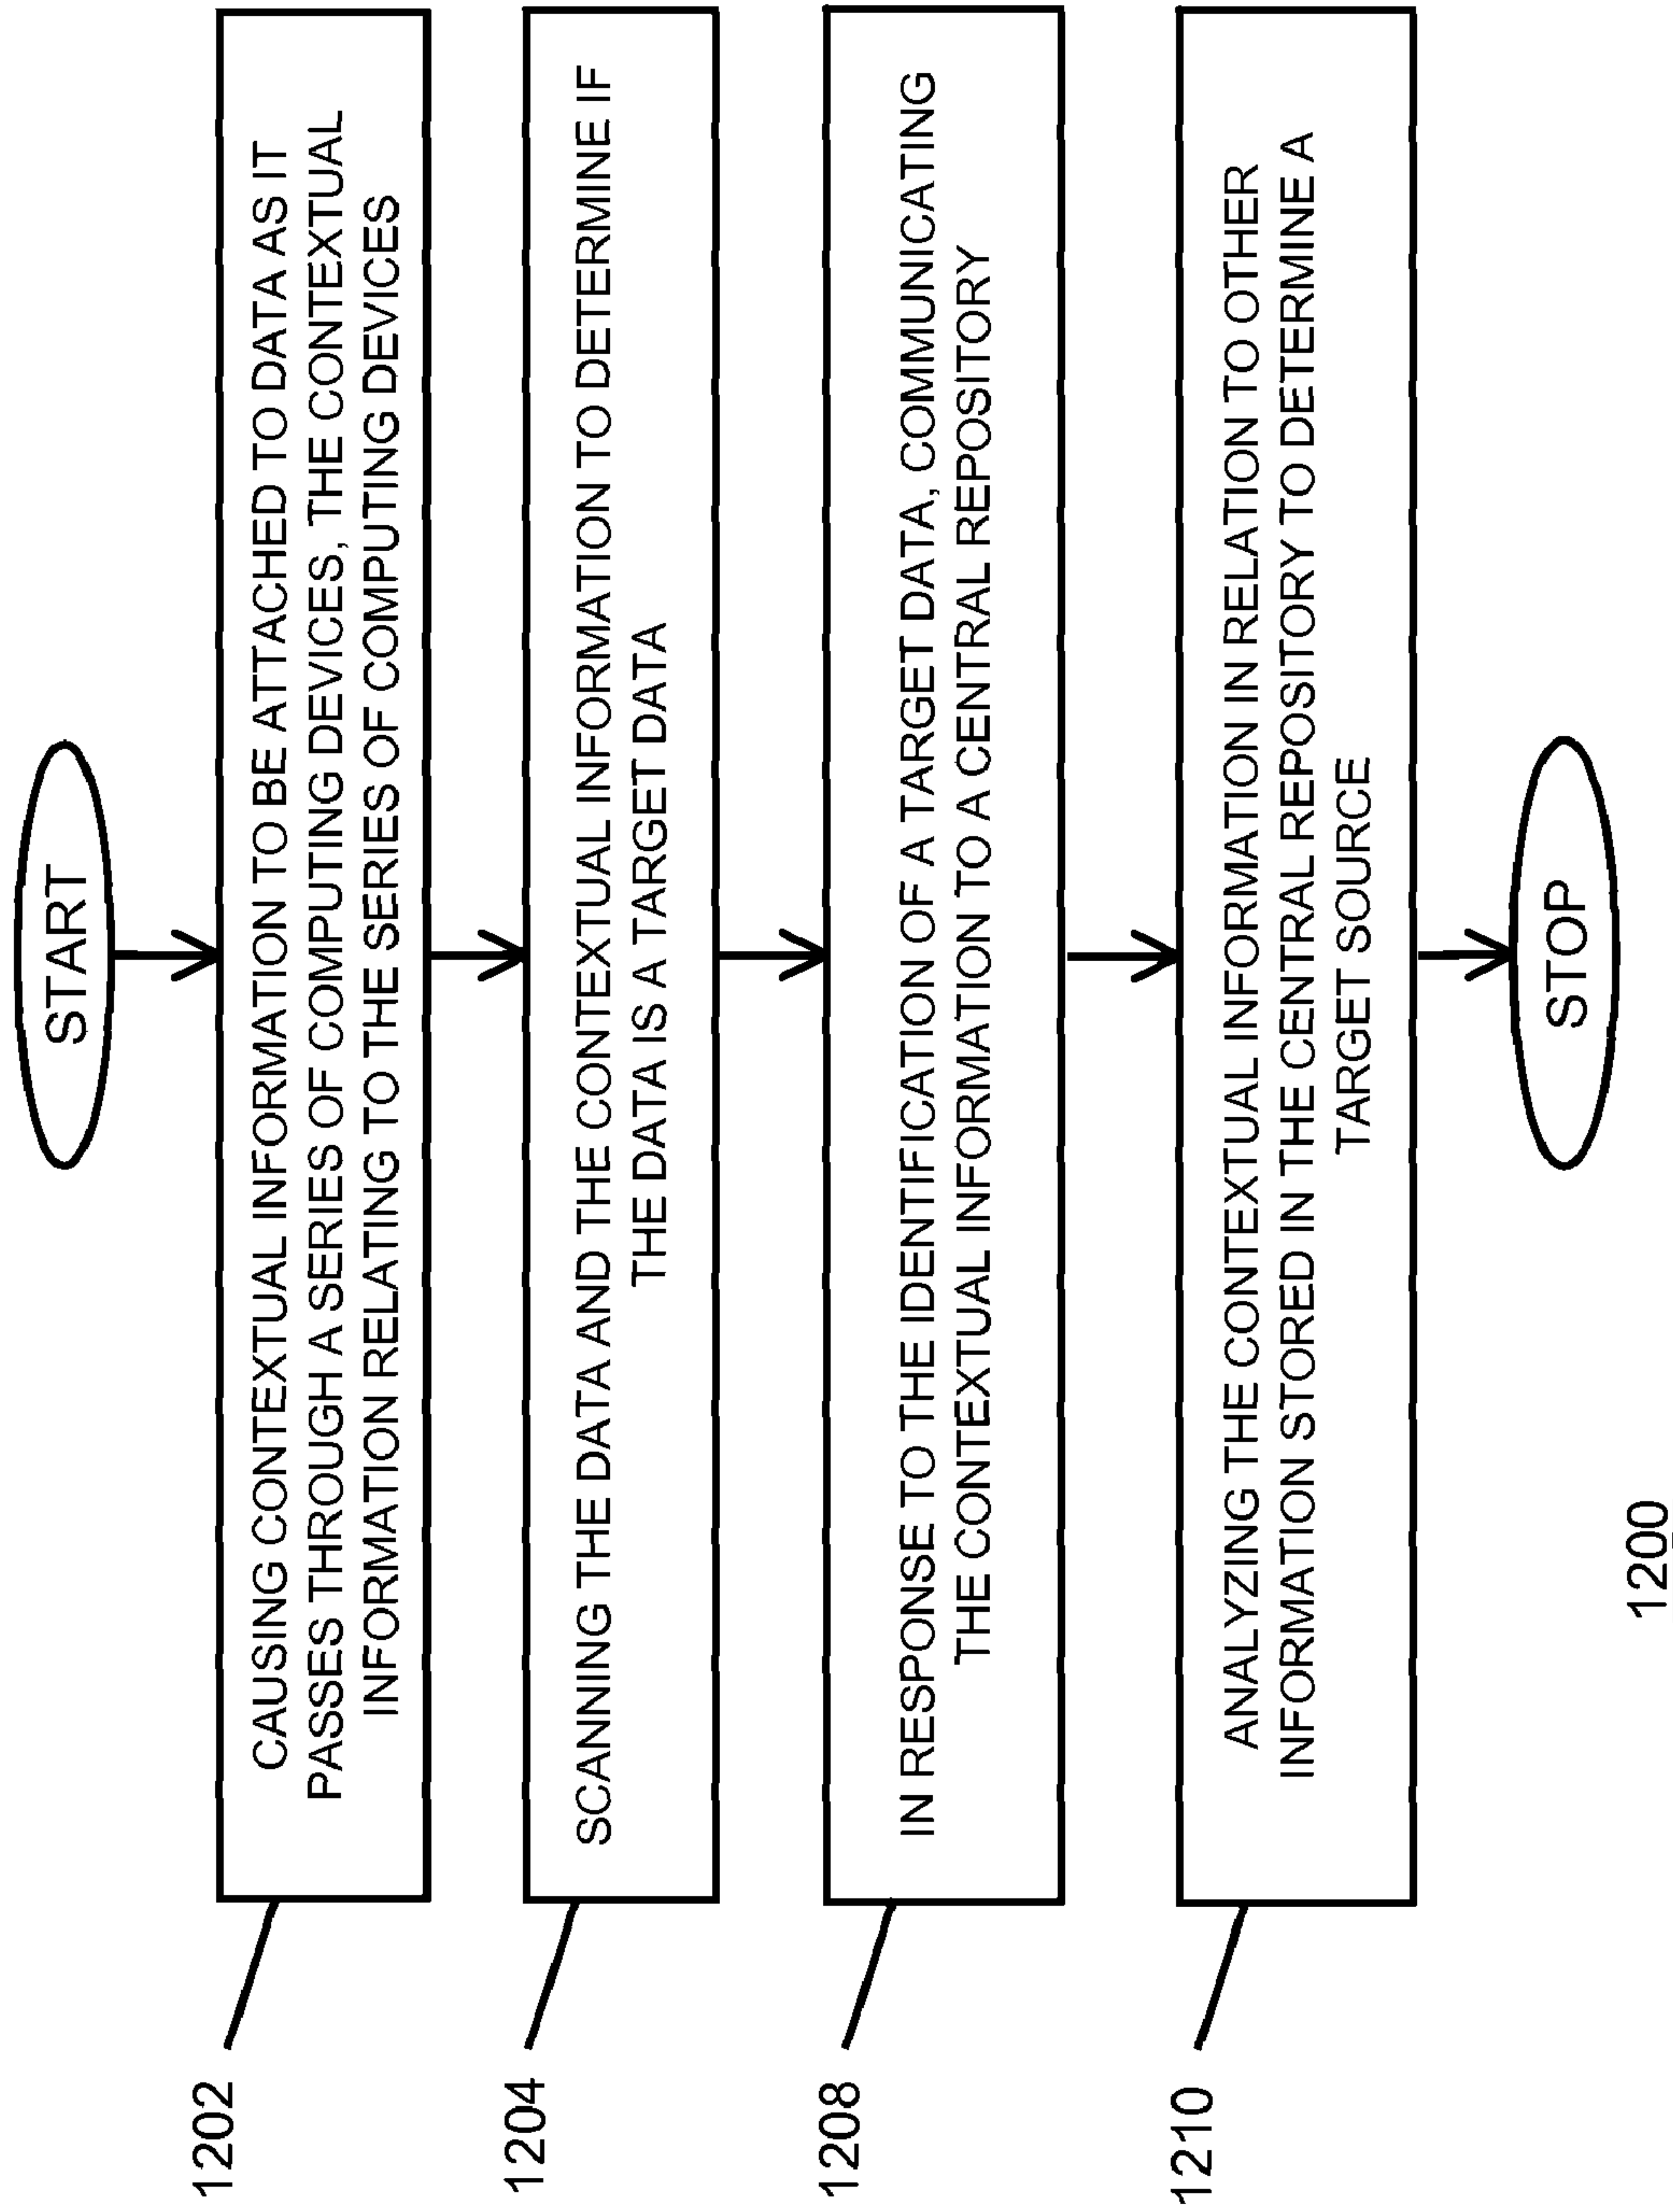 START
1202
CAUSING CONTEXTUAL INFORMATION TO BE ATTACHED TO DATA AS IT
PASSES THROUGH A SERIES OF COMPUTING DEVICES, THE CONTEXTUAL
INFORMATION RELATING TO THE SERIES OF COMPUTING DEVICES
1204
SCANNING THE DATA AND THE CONTEXTUAL INFORMATION TO DETERMINE IF
THE DATA IS A TARGET DATA
1208
IN RESPONSE TO THE IDENTIFICATION OF A TARGET DATA, COMMUNICATING
THE CONTEXTUAL INFORMATION TO A CENTRAL REPOSITORY
1210
ANALYZING THE CONTEXTUAL INFORMATION IN RELATION TO OTHER
INFORMATION STORED IN THE CENTRAL REPOSITORY TO DETERMINE A
TARGET SOURCE
STOP
1200